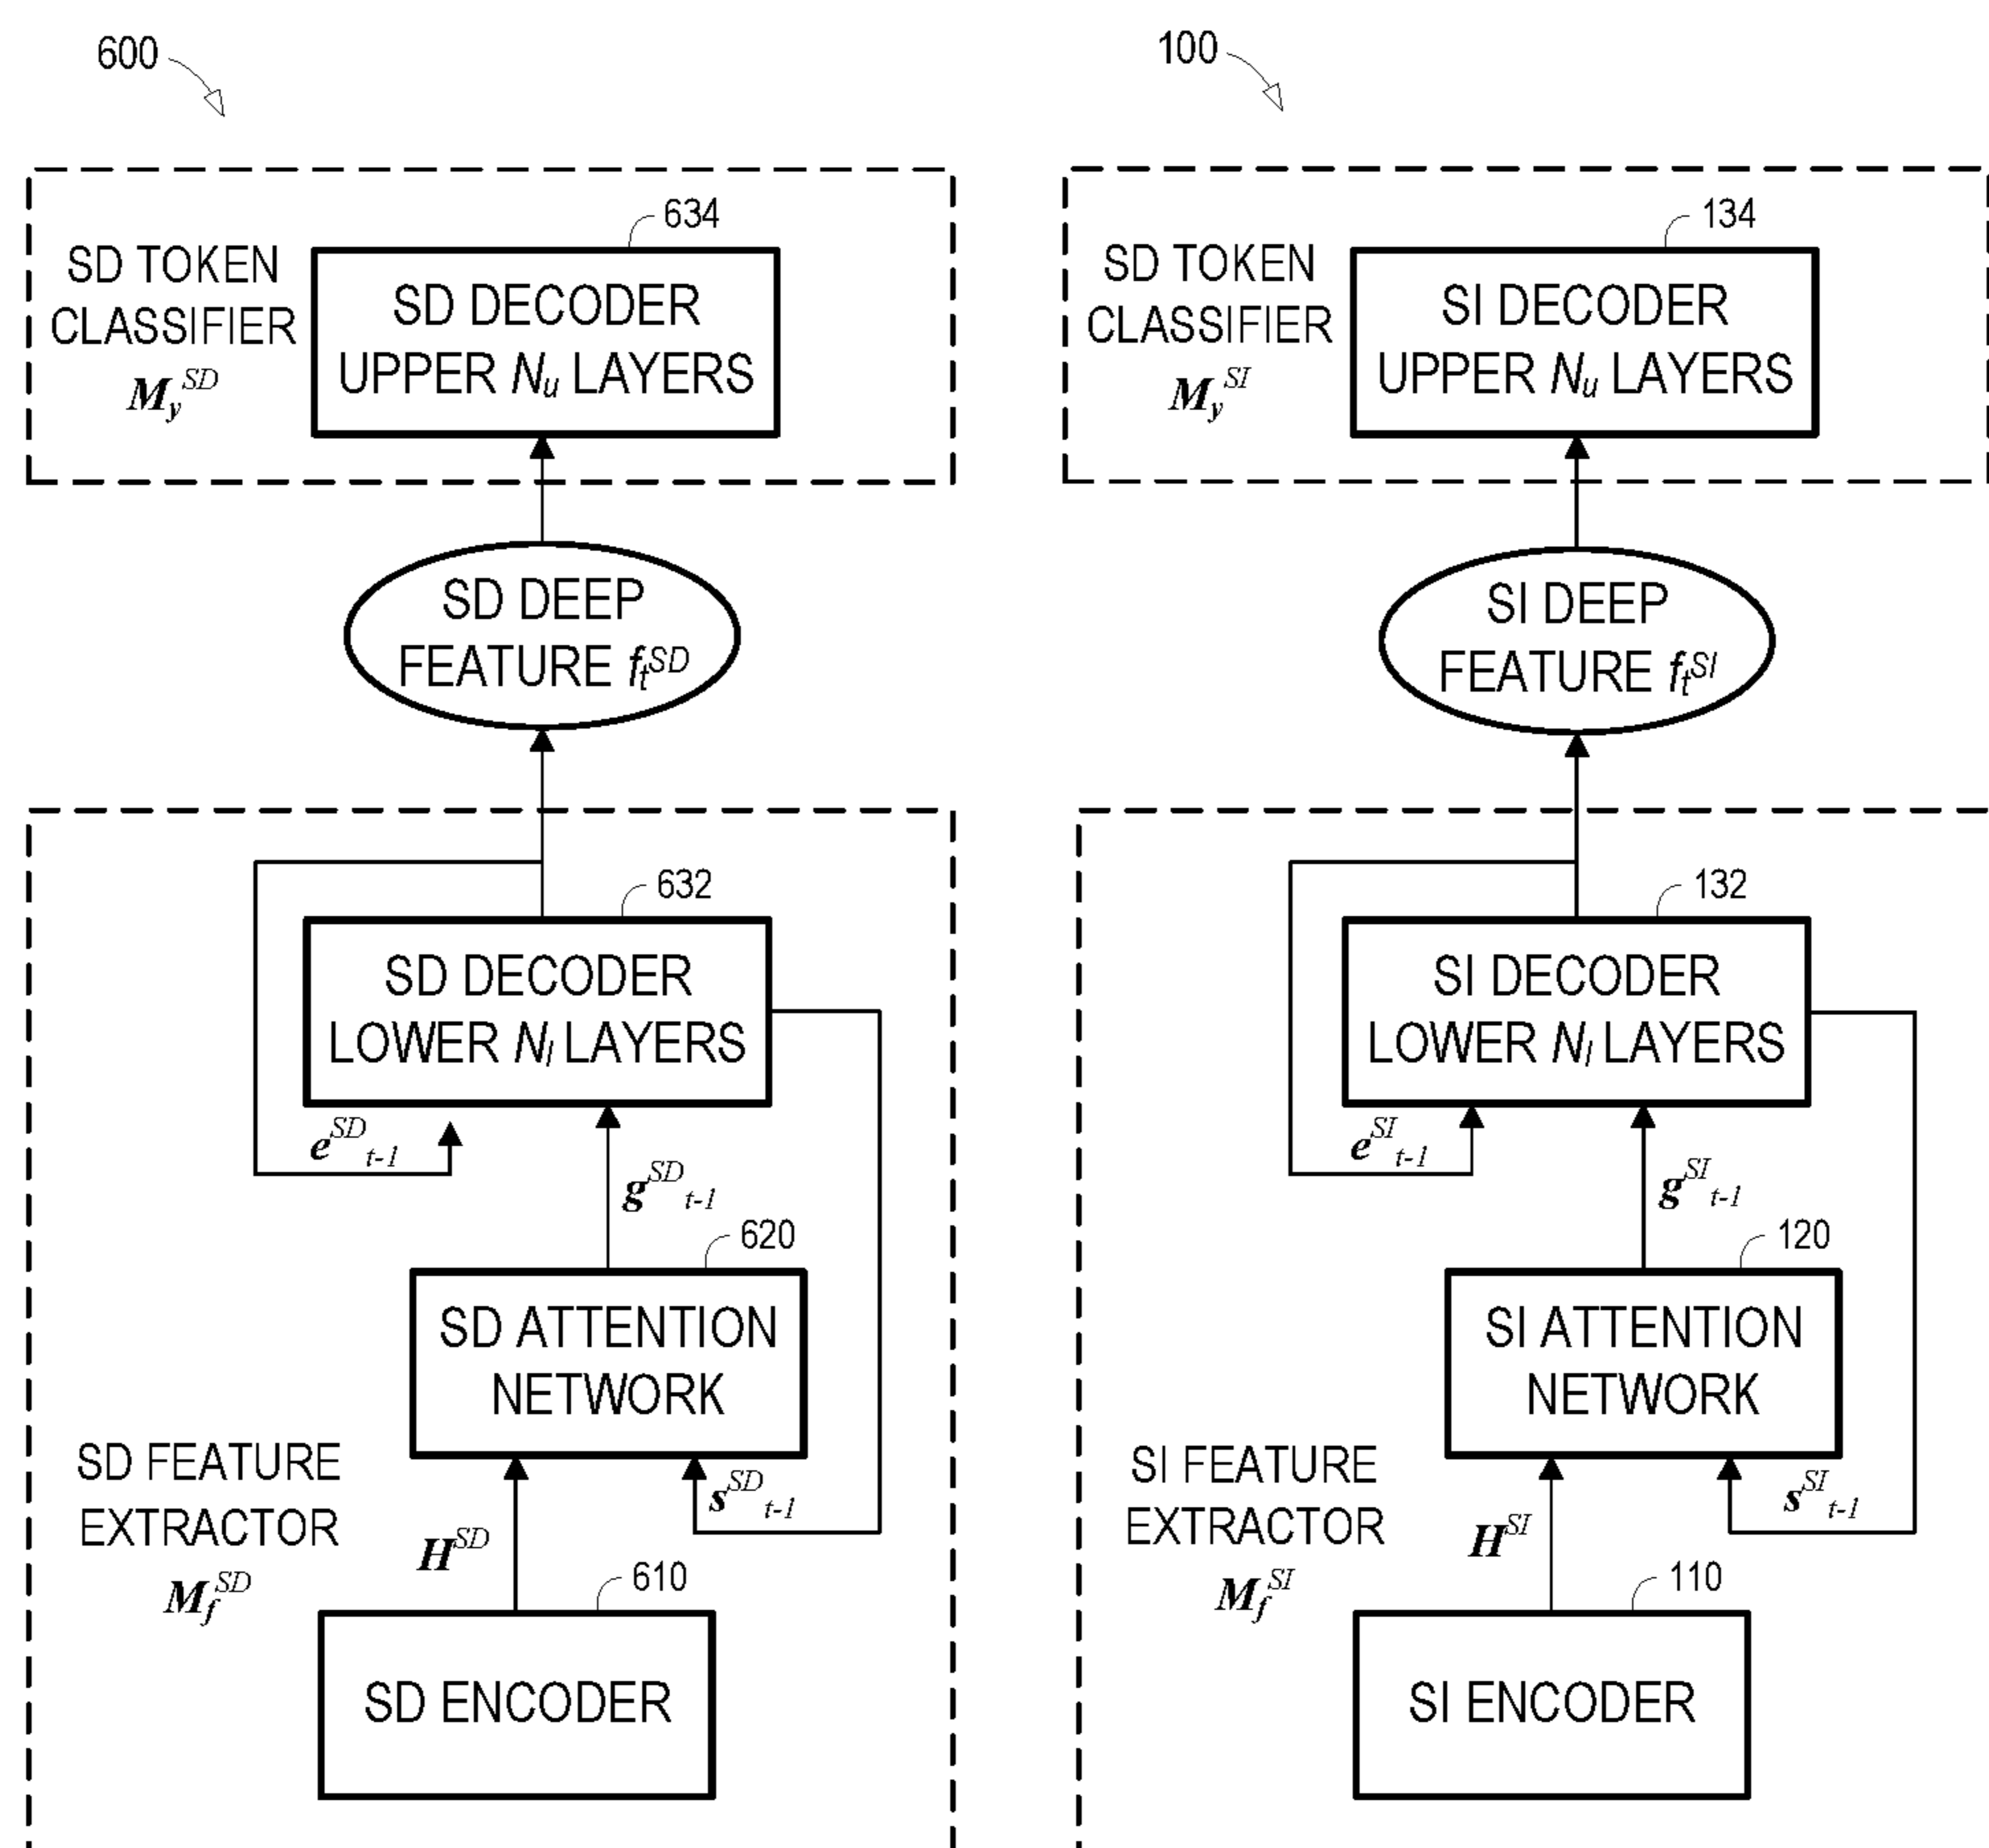 600
SD TOKEN
CLASSIFIER
M_y^SD
634
SD DECODER
UPPER N_u LAYERS
SD DEEP
FEATURE f_t^SD
632
SD DECODER
LOWER N_l LAYERS
e^SD_t-1
g^SD_t-1
620
SD ATTENTION
NETWORK
s^SD_t-1
H^SD
SD FEATURE
EXTRACTOR
M_f^SD
610
SD ENCODER
100
SD TOKEN
CLASSIFIER
M_y^SI
134
SI DECODER
UPPER N_u LAYERS
SI DEEP
FEATURE f_t^SI
132
SI DECODER
LOWER N_l LAYERS
e^SI_t-1
g^SI_t-1
120
SI ATTENTION
NETWORK
s^SI_t-1
H^SI
SI FEATURE
EXTRACTOR
M_f^SI
110
SI ENCODER